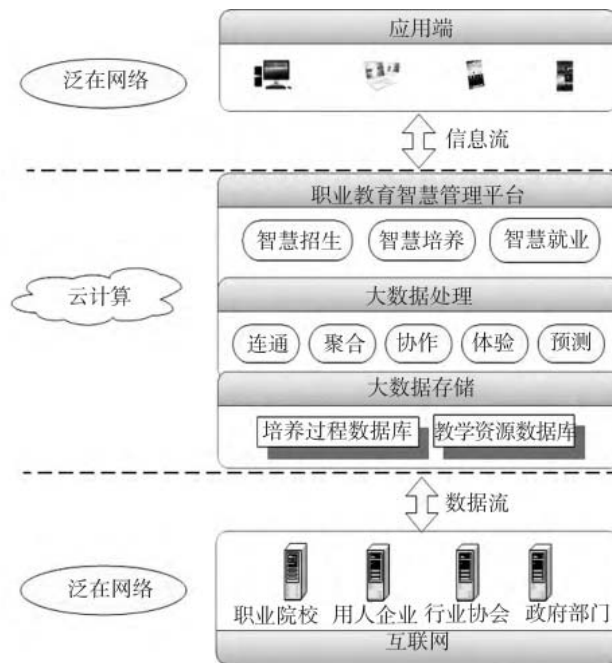 应用端
泛在网络
信息流
职业教育智慧管理平台
智慧招生 智慧培养 智慧就业
云计算
大数据处理
连通 聚合 协作 体验 预测
大数据存储
培养过程数据库 教学资源数据库
数据流
泛在网络
职业院校 用人企业 行业协会 政府部门
互联网